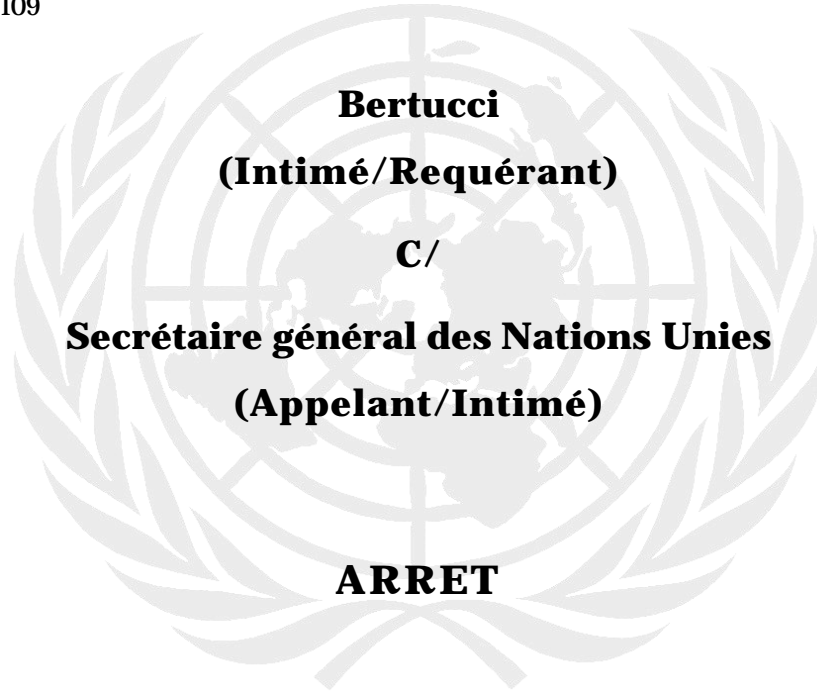 109
Bertucci
(Intimé/Requérant)
C/
Secrétaire général des Nations Unies
(Appelant/Intimé)
ARRET